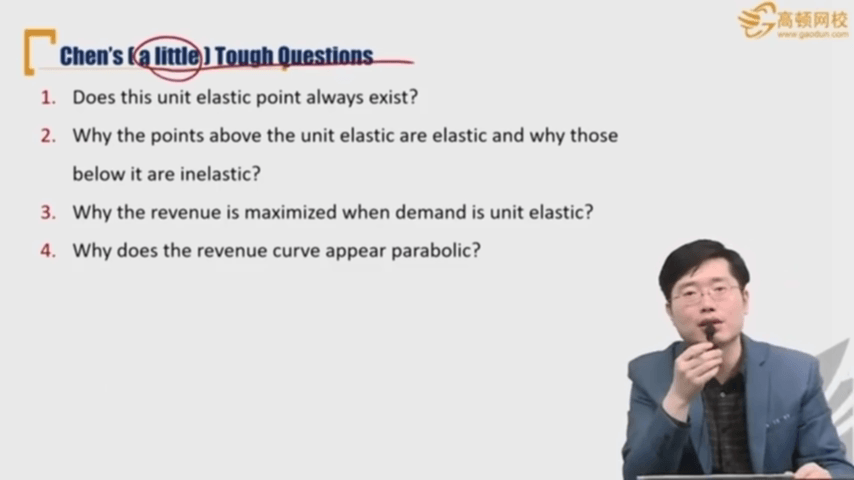 高顿网校
www.gaodun.com
Chen's ( a little ) Tough Questions
1. Does this unit elastic point always exist?
2. Why the points above the unit elastic are elastic and why those
below it are inelastic?
3. Why the revenue is maximized when demand is unit elastic?
4. Why does the revenue curve appear parabolic?